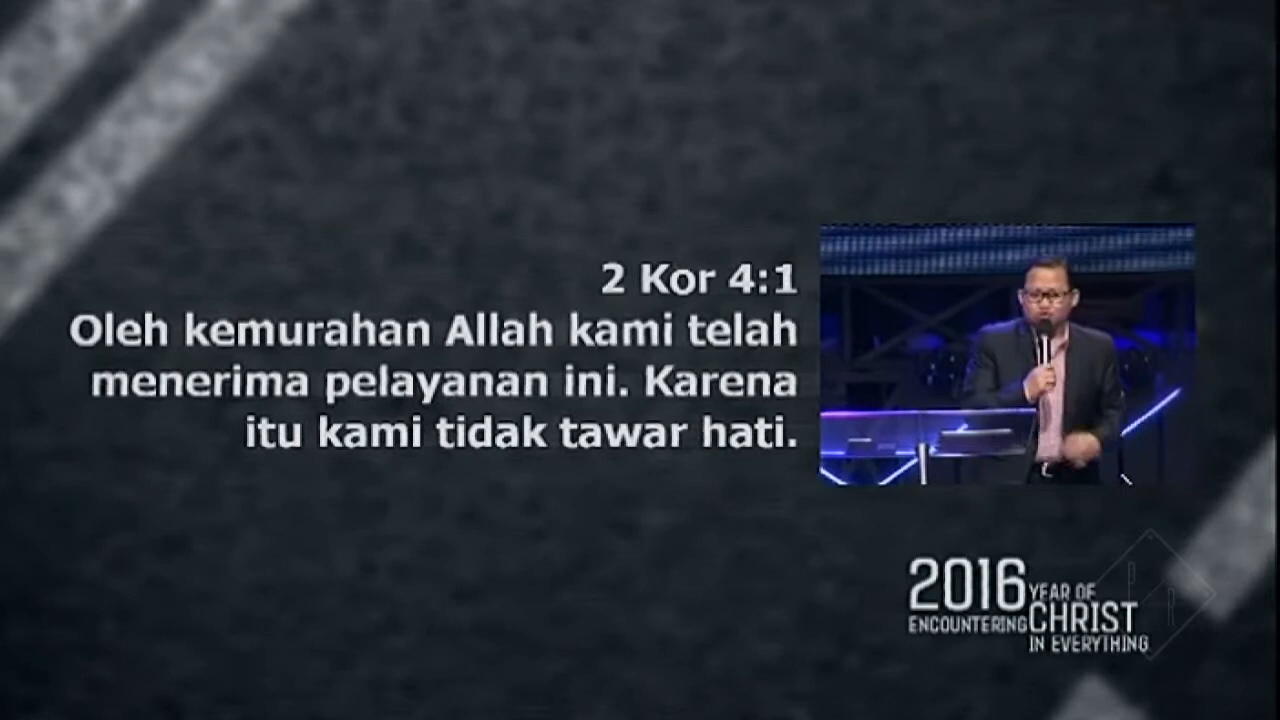 2 Kor 4:1
Oleh kemurahan Allah kami telah
menerima pelayanan ini. Karena
itu kami tidak tawar hati.
2016 YEAR OF
ENCOUNTERING CHRIST
IN EVERYTHING
P
R